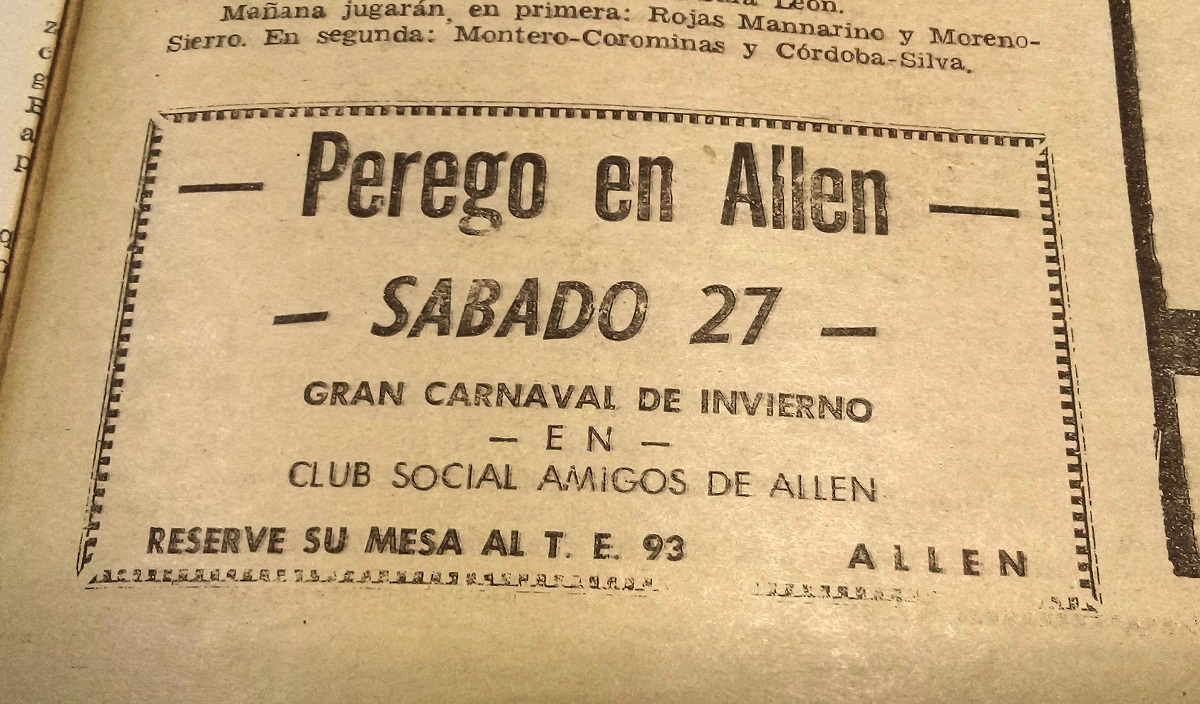 León.
Mañana jugarán, en primera: Rojas Mannarino y Moreno-
Sierro. En segunda: Montero-Corominas y Córdoba-Silva.
— Perego en Allen —
— SABADO 27 —
GRAN CARNAVAL DE INVIERNO
— EN —
CLUB SOCIAL AMIGOS DE ALLEN
RESERVE SU MESA AL T. E. 93 ALLEN